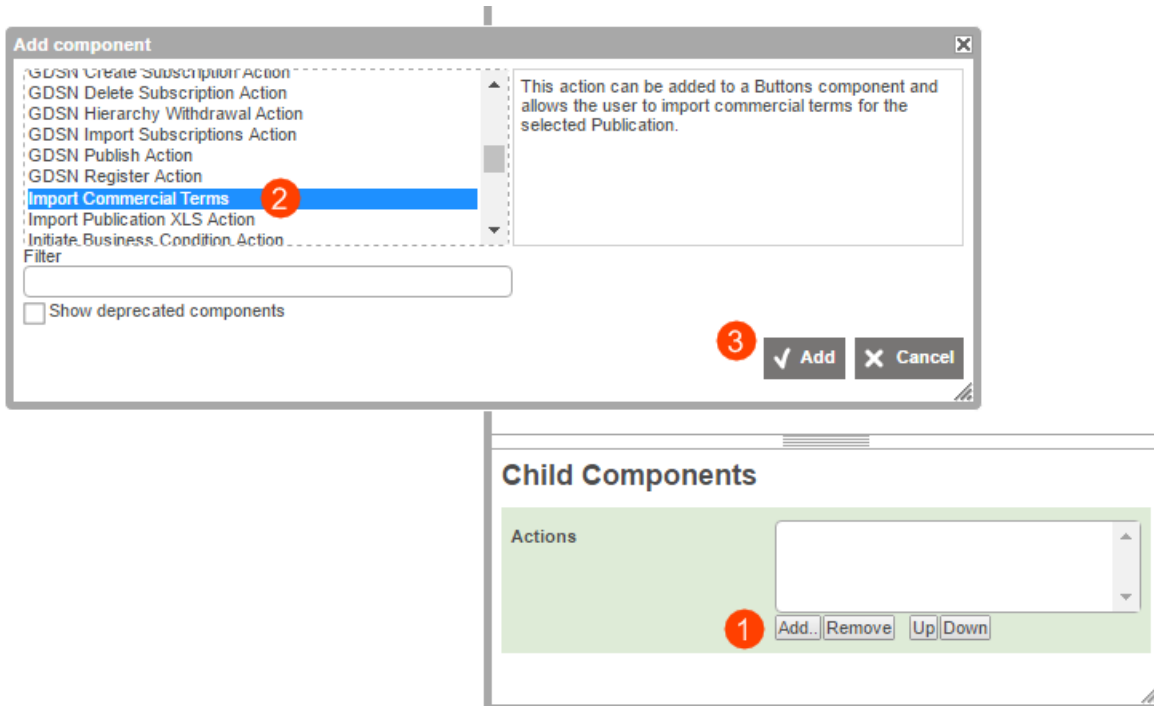 Add component
GDSN Create Subscription Action
GDSN Delete Subscription Action
GDSN Hierarchy Withdrawal Action
GDSN Import Subscriptions Action
GDSN Publish Action
GDSN Register Action
Import Commercial Terms
2
Import Publication XLS Action
Initiate Business Condition Action
This action can be added to a Buttons component and
allows the user to import commercial terms for the
selected Publication.
Filter
Show deprecated components
3
Add
Cancel
Child Components
Actions
1
Add.. Remove Up Down